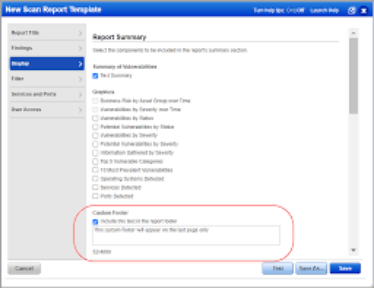 New Scan Report Template
Turn help tips: On | Off Launch Help
Report Title
Findings
Display
Filter
Services and Ports
User Access
Report Summary
Select the components to be included in the report's summary section.
Summary of Vulnerabilities
Text Summary
Graphics
Business Risk by Asset Group over Time
Vulnerabilities by Severity over Time
Vulnerabilities by Status
Potential Vulnerabilities by Status
Vulnerabilities by Severity
Potential Vulnerabilities by Severity
Information Gathered by Severity
Top 5 Vulnerable Categories
10 Most Prevalent Vulnerabilities
Operating Systems Detected
Services Detected
Ports Detected
Custom Footer
Include this text in the report footer
This custom footer will appear on the last page only
Cancel
Test
Save As...
Save